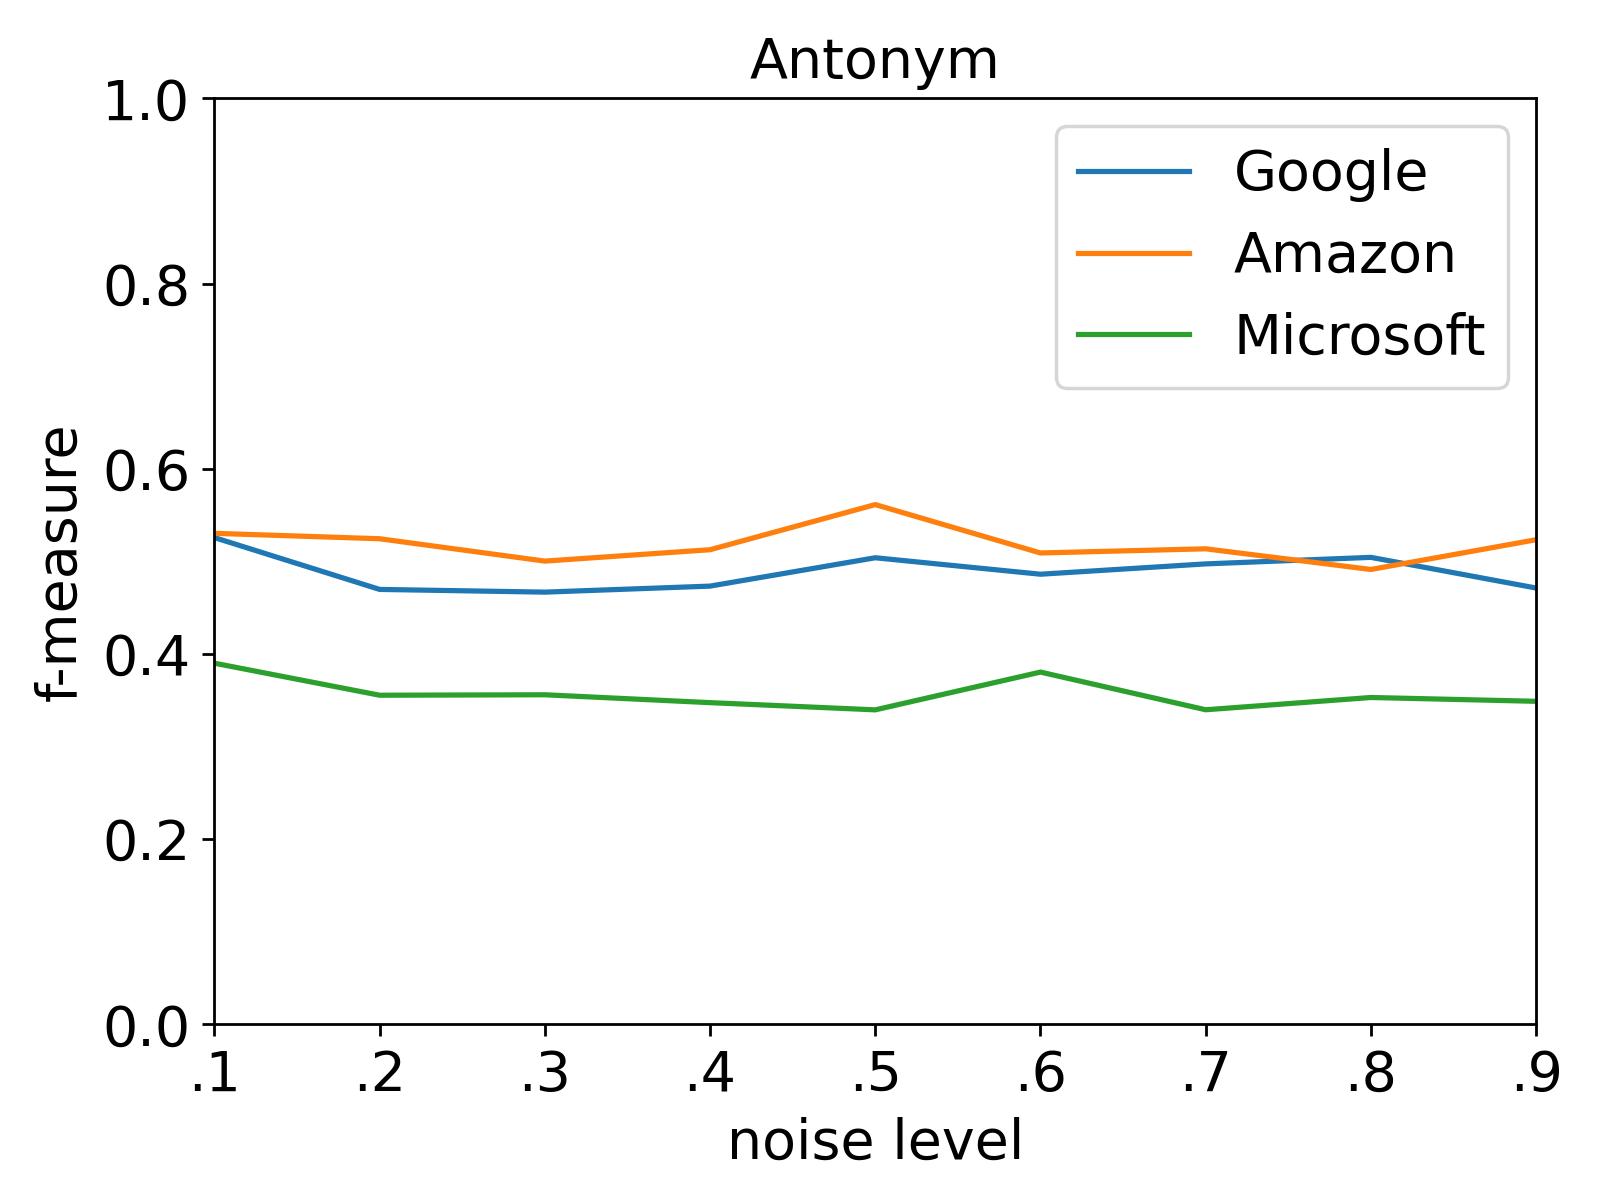 Antonym
1.0
0.8
0.6
0.4
0.2
0.0
f-measure
Google
Amazon
Microsoft
.1 .2 .3 .4 .5 .6 .7 .8 .9
noise level